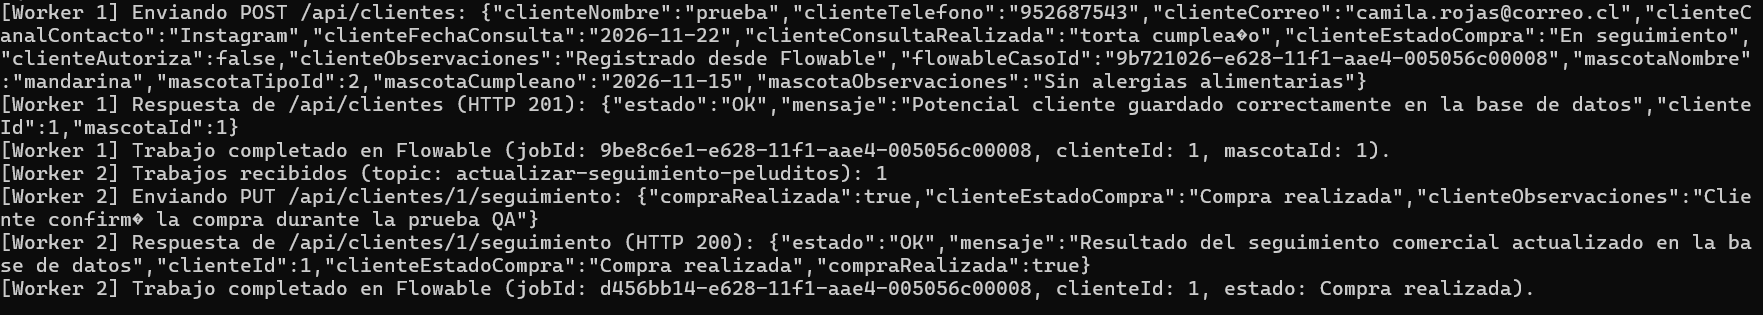 [Worker 1] Enviando POST /api/clientes: {"clienteNombre":"prueba","clienteTelefono":"952687543","clienteCorreo":"camila.rojas@correo.cl","clienteC
analContacto":"Instagram","clienteFechaConsulta":"2026-11-22","clienteConsultaRealizada":"torta cumplea�o","clienteEstadoCompra":"En seguimiento",
"clienteAutoriza":false,"clienteObservaciones":"Registrado desde Flowable","flowableCasoId":"9b721026-e628-11f1-aae4-005056c00008","mascotaNombre"
:"mandarina","mascotaTipoId":2,"mascotaCumpleano":"2026-11-15","mascotaObservaciones":"Sin alergias alimentarias"}
[Worker 1] Respuesta de /api/clientes (HTTP 201): {"estado":"OK","mensaje":"Potencial cliente guardado correctamente en la base de datos","cliente
Id":1,"mascotaId":1}
[Worker 1] Trabajo completado en Flowable (jobId: 9be8c6e1-e628-11f1-aae4-005056c00008, clienteId: 1, mascotaId: 1).
[Worker 2] Trabajos recibidos (topic: actualizar-seguimiento-peluditos): 1
[Worker 2] Enviando PUT /api/clientes/1/seguimiento: {"compraRealizada":true,"clienteEstadoCompra":"Compra realizada","clienteObservaciones":"Clie
nte confirm� la compra durante la prueba QA"}
[Worker 2] Respuesta de /api/clientes/1/seguimiento (HTTP 200): {"estado":"OK","mensaje":"Resultado del seguimiento comercial actualizado en la ba
se de datos","clienteId":1,"clienteEstadoCompra":"Compra realizada","compraRealizada":true}
[Worker 2] Trabajo completado en Flowable (jobId: d456bb14-e628-11f1-aae4-005056c00008, clienteId: 1, estado: Compra realizada).